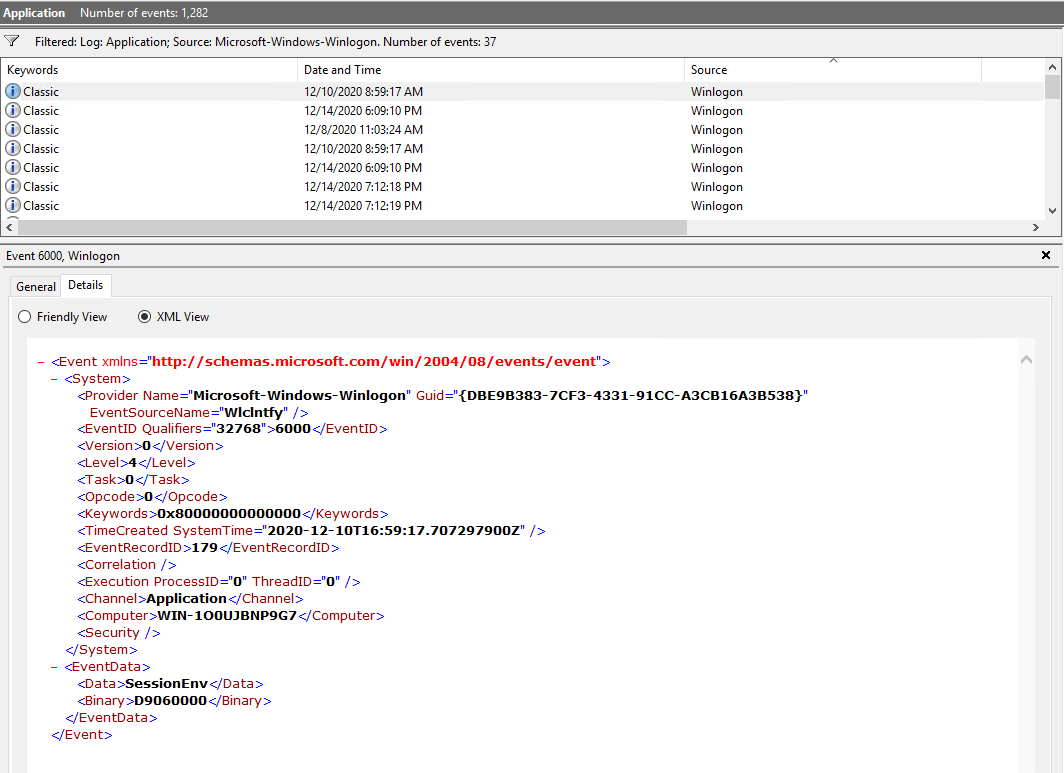 Application Number of events: 1,282
Filtered: Log: Application; Source: Microsoft-Windows-Winlogon. Number of events: 37
Keywords Date and Time Source
Classic 12/10/2020 8:59:17 AM Winlogon
Classic 12/14/2020 6:09:10 PM Winlogon
Classic 12/8/2020 11:03:24 AM Winlogon
Classic 12/10/2020 8:59:17 AM Winlogon
Classic 12/14/2020 6:09:10 PM Winlogon
Classic 12/14/2020 7:12:18 PM Winlogon
Classic 12/14/2020 7:12:19 PM Winlogon
Event 6000, Winlogon
General Details
Friendly View XML View
- <Event xmlns="http://schemas.microsoft.com/win/2004/08/events/event">
- <System>
<Provider Name="Microsoft-Windows-Winlogon" Guid="{DBE9B383-7CF3-4331-91CC-A3CB16A3B538}"
EventSourceName="Wlclntfy" />
<EventID Qualifiers="32768">6000</EventID>
<Version>0</Version>
<Level>4</Level>
<Task>0</Task>
<Opcode>0</Opcode>
<Keywords>0x80000000000000</Keywords>
<TimeCreated SystemTime="2020-12-10T16:59:17.707297900Z" />
<EventRecordID>179</EventRecordID>
<Correlation />
<Execution ProcessID="0" ThreadID="0" />
<Channel>Application</Channel>
<Computer>WIN-1O0UJBNP9G7</Computer>
<Security />
</System>
- <EventData>
<Data>SessionEnv</Data>
<Binary>D9060000</Binary>
</EventData>
</Event>